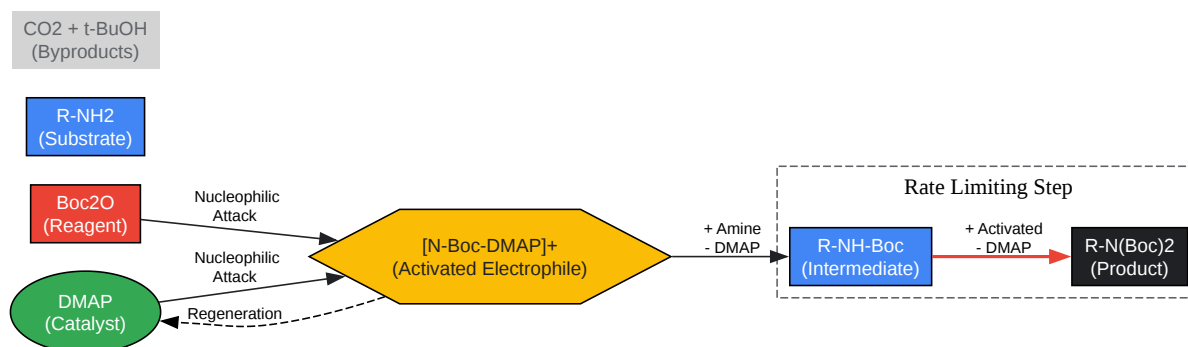 CO2 + t-BuOH
(Byproducts)
R-NH2
(Substrate)
Boc2O
(Reagent)
DMAP
(Catalyst)
Nucleophilic
Attack
Nucleophilic
Attack
Regeneration
[N-Boc-DMAP]+
(Activated Electrophile)
+ Amine
- DMAP
Rate Limiting Step
R-NH-Boc
(Intermediate)
+ Activated
- DMAP
R-N(Boc)2
(Product)